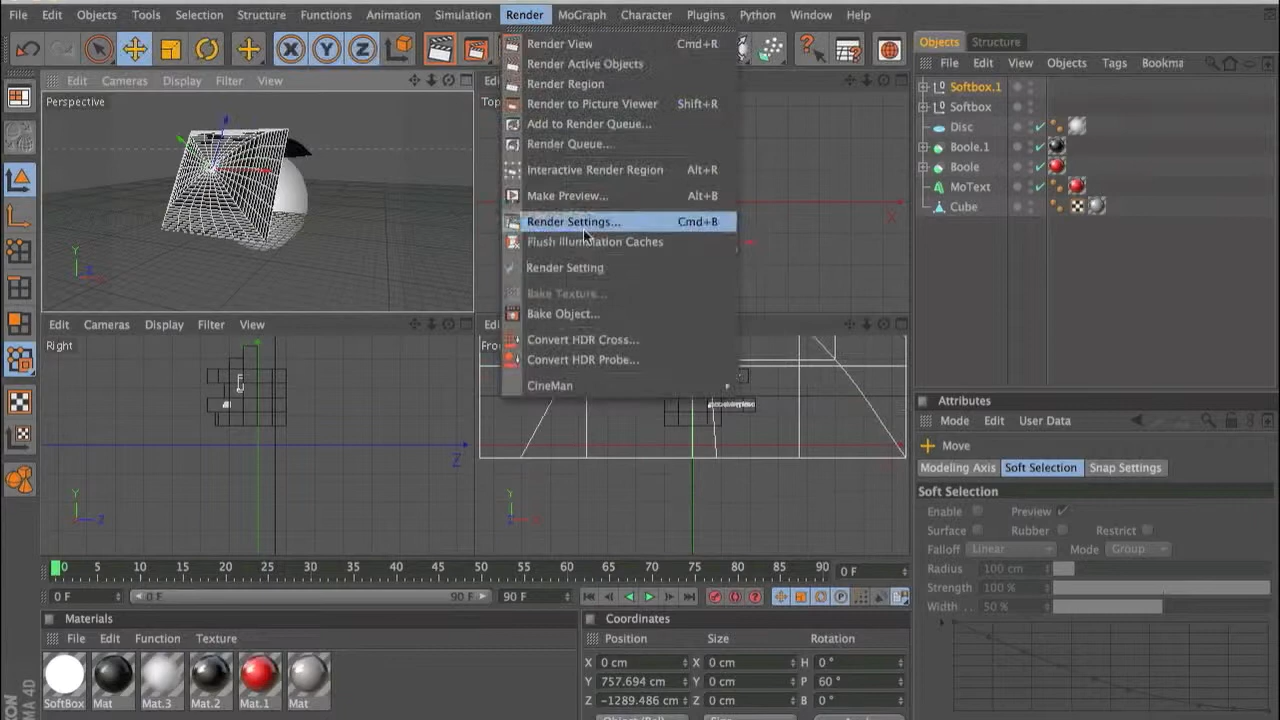 File Edit Objects Tools Selection Structure Functions Animation Simulation Render MoGraph Character Plugins Python Window Help
Edit Cameras Display Filter View
Perspective
Top
Render View Cmd+R
Render Active Objects
Render Region
Render to Picture Viewer Shift+R
Add to Render Queue...
Render Queue...
Interactive Render Region Alt+R
Make Preview... Alt+B
Render Settings... Cmd+B
Flush Illumination Caches
Render Setting
Bake Texture...
Bake Object...
Convert HDR Cross...
Convert HDR Probe...
CineMan
Objects Structure
File Edit View Objects Tags Bookma
Softbox.1
Softbox
Disc
Boole.1
Boole
MoText
Cube
Edit Cameras Display Filter View
Right
Y
Z
X
Attributes
Mode Edit User Data
Move
Modeling Axis Soft Selection Snap Settings
Soft Selection
Enable Preview
Surface Rubber Restrict
Falloff Linear Mode Group
Radius 100 cm
Strength 100 %
Width . . 50 %
0 5 10 15 20 25 30 35 40 45 50 55 60 65 70 75 80 85 90 0 F
0 F 0 F 90 F 90 F
Materials
File Edit Function Texture
SoftBox Mat Mat.3 Mat.2 Mat.1 Mat
Coordinates
Position Size Rotation
X 0 cm X 0 cm H 0 °
Y 757.694 cm Y 0 cm P 60 °
Z -1289.486 cm Z 0 cm B 0 °